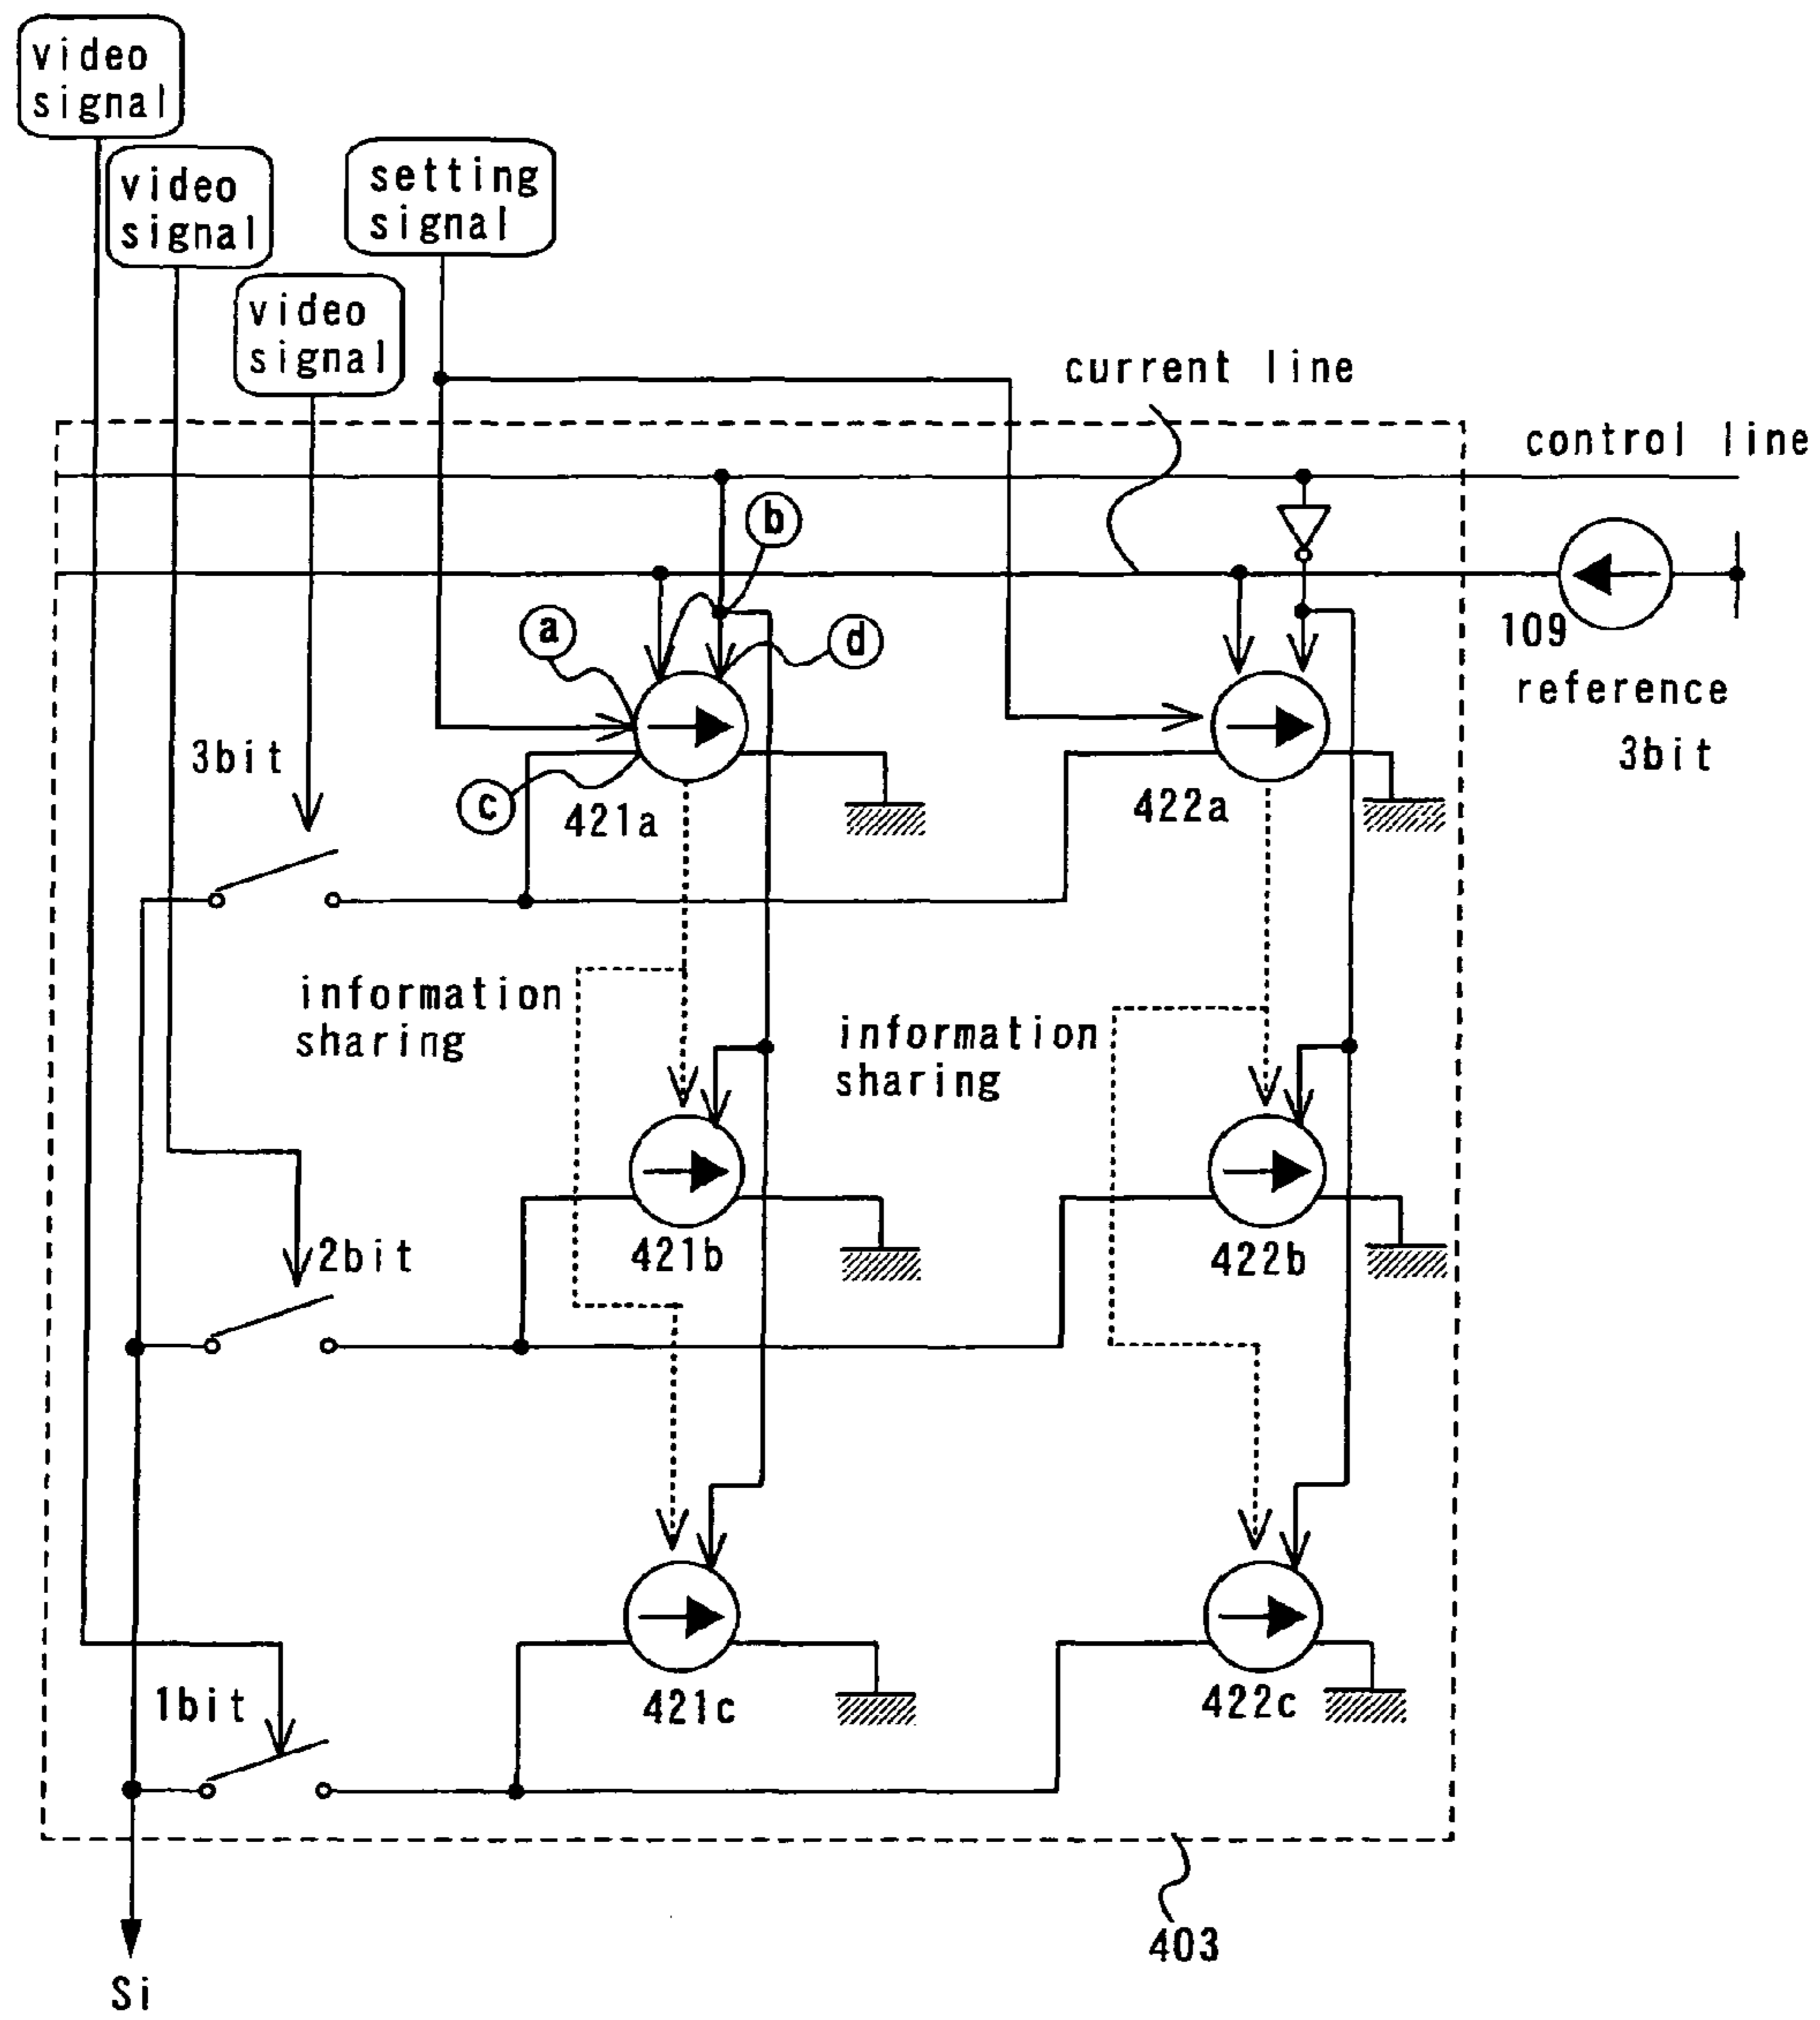 video
signal
video
signal
setting
signal
video
signal
current line
control line
b
a
d
109
reference
3bit
3bit
c
421a
422a
information
sharing
information
sharing
2bit
421b
422b
1bit
421c
422c
403
Si